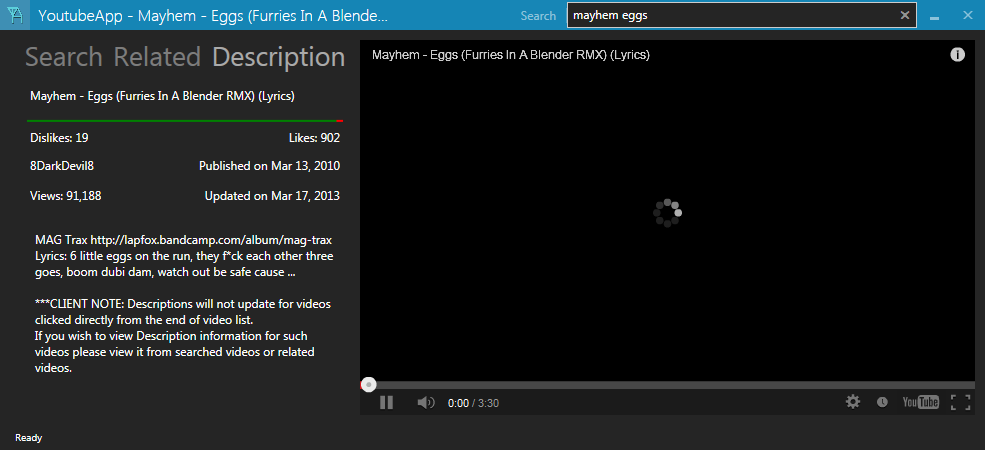 YoutubeApp - Mayhem - Eggs (Furries In A Blende...
Search
mayhem eggs
Search Related Description
Mayhem - Eggs (Furries In A Blender RMX) (Lyrics)
Dislikes: 19
Likes: 902
8DarkDevil8
Published on Mar 13, 2010
Views: 91,188
Updated on Mar 17, 2013
MAG Trax http://lapfox.bandcamp.com/album/mag-trax
Lyrics: 6 little eggs on the run, they f*ck each other three
goes, boom dubi dam, watch out be safe cause ...
***CLIENT NOTE: Descriptions will not update for videos
clicked directly from the end of video list.
If you wish to view Description information for such
videos please view it from searched videos or related
videos.
Mayhem - Eggs (Furries In A Blender RMX) (Lyrics)
0:00 / 3:30
YouTube
Ready